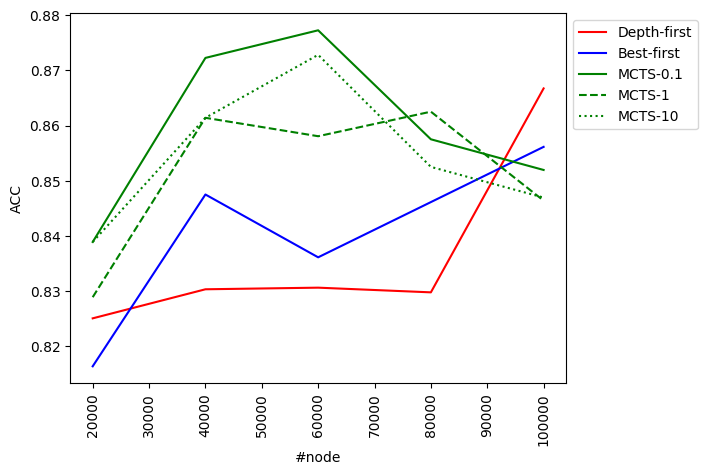 0.88
0.87
0.86
0.85
0.84
0.83
0.82
ACC
20000
30000
40000
50000
60000
70000
80000
90000
100000
#node
Depth-first
Best-first
MCTS-0.1
MCTS-1
MCTS-10